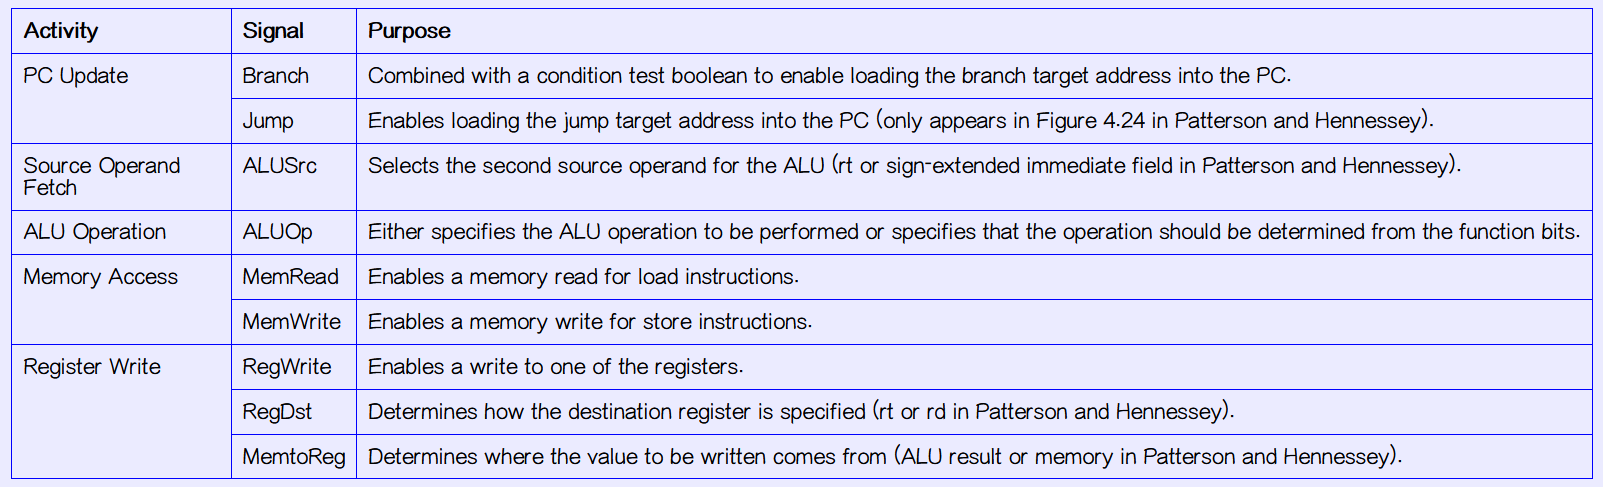 Activity Signal Purpose
PC Update Branch Combined with a condition test boolean to enable loading the branch target address into the PC.
Jump Enables loading the jump target address into the PC (only appears in Figure 4.24 in Patterson and Hennessey).
Source Operand Fetch ALUSrc Selects the second source operand for the ALU (rt or sign-extended immediate field in Patterson and Hennessey).
ALU Operation ALUOp Either specifies the ALU operation to be performed or specifies that the operation should be determined from the function bits.
Memory Access MemRead Enables a memory read for load instructions.
MemWrite Enables a memory write for store instructions.
Register Write RegWrite Enables a write to one of the registers.
RegDst Determines how the destination register is specified (rt or rd in Patterson and Hennessey).
MemtoReg Determines where the value to be written comes from (ALU result or memory in Patterson and Hennessey).